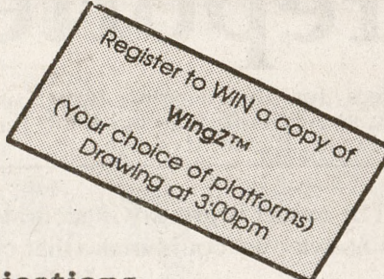 Register to WIN a copy of
WingZ™
(Your choice of platforms)
Drawing at 3:00pm